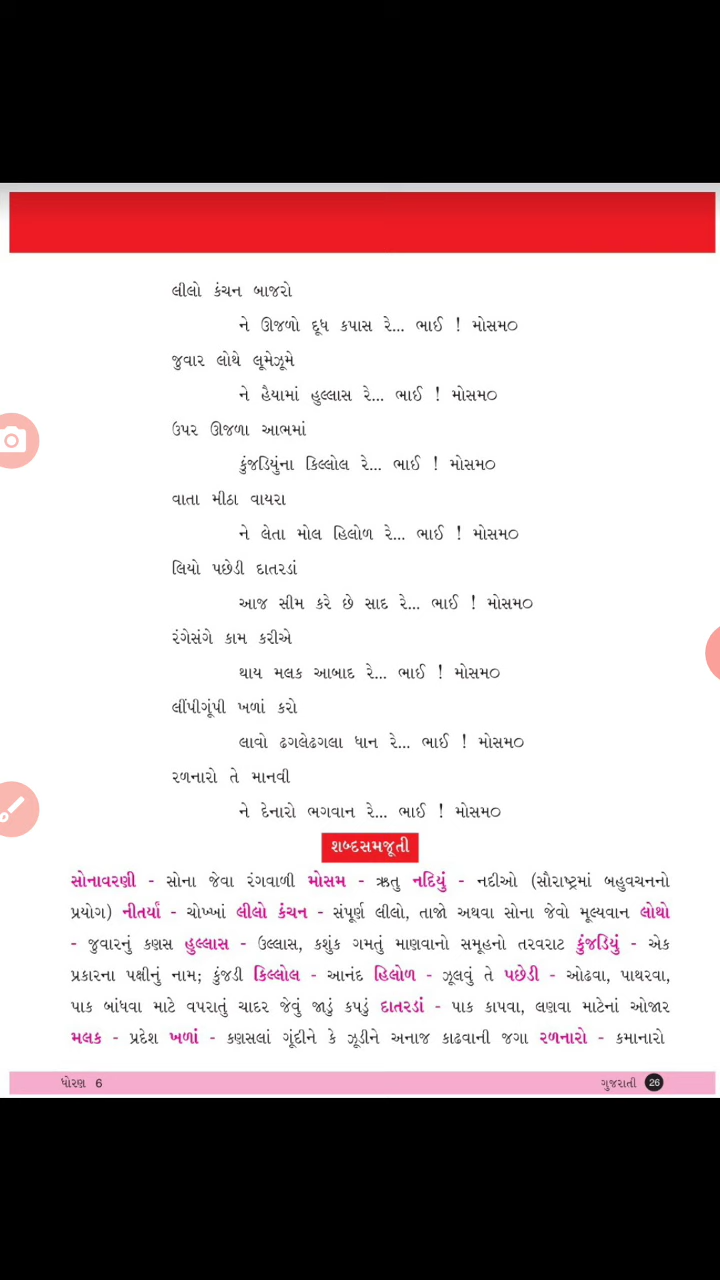 લીલો કંચન બાજરો
ને ઊજળો દૂધ કપાસ રે... ભાઈ ! મોસમ૦
જુવાર લોથે લૂમેઝૂમે
ને હૈયામાં હુલ્લાસ રે... ભાઈ ! મોસમ૦
ઉપર ઊજળા આભમાં
કુંજડિયુંના કિલ્લોલ રે... ભાઈ ! મોસમ૦
વાતા મીઠા વાયરા
ને લેતા મોલ હિલોળ રે... ભાઈ ! મોસમ૦
લિયો પછેડી દાતરડાં
આજ સીમ કરે છે સાદ રે... ભાઈ ! મોસમ૦
રંગેસંગે કામ કરીએ
થાય મલક આબાદ રે... ભાઈ ! મોસમ૦
લીંપીગૂંપી ખળાં કરો
લાવો ઢગલેઢગલા ધાન રે... ભાઈ ! મોસમ૦
રળનારો તે માનવી
ને દેનારો ભગવાન રે... ભાઈ ! મોસમ૦
શબ્દસમજૂતી
સોનાવરણી - સોના જેવા રંગવાળી મોસમ - ઋતુ નદિયું - નદીઓ (સૌરાષ્ટ્રમાં બહુવચનનો
પ્રયોગ) નીતર્યાં - ચોખ્ખાં લીલો કંચન - સંપૂર્ણ લીલો, તાજો અથવા સોના જેવો મૂલ્યવાન લોથો
- જુવારનું કણસ હુલ્લાસ - ઉલ્લાસ, કશુંક ગમતું માણવાનો સમૂહનો તરવરાટ કુંજડિયું - એક
પ્રકારના પક્ષીનું નામ; કુંજડી કિલ્લોલ - આનંદ હિલોળ - ઝૂલવું તે પછેડી - ઓઢવા, પાથરવા,
પાક બાંધવા માટે વપરાતું ચાદર જેવું જાડું કપડું દાતરડાં - પાક કાપવા, લણવા માટેનાં ઓજાર
મલક - પ્રદેશ ખળાં - કણસલાં ગૂંદીને કે ઝૂડીને અનાજ કાઢવાની જગા રળનારો - કમાનારો
ધોરણ 6
ગુજરાતી 26